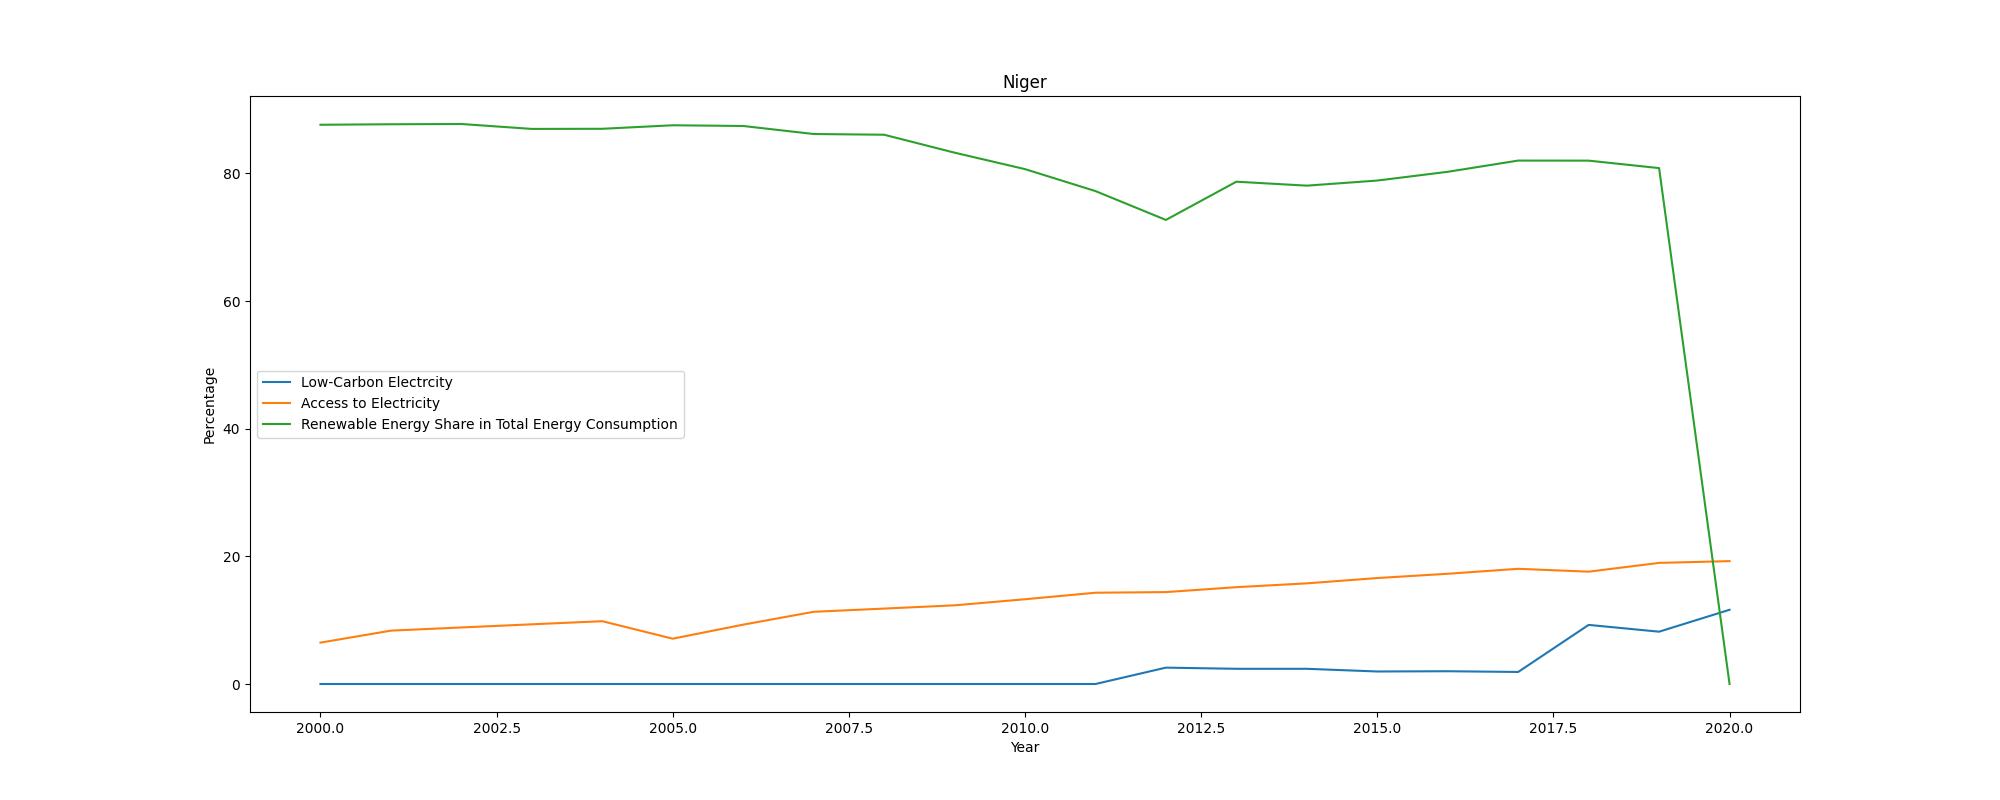 Niger
Percentage
80
60
40
20
0
Low-Carbon Electrcity
Access to Electricity
Renewable Energy Share in Total Energy Consumption
2000.0 2002.5 2005.0 2007.5 2010.0 2012.5 2015.0 2017.5 2020.0
Year